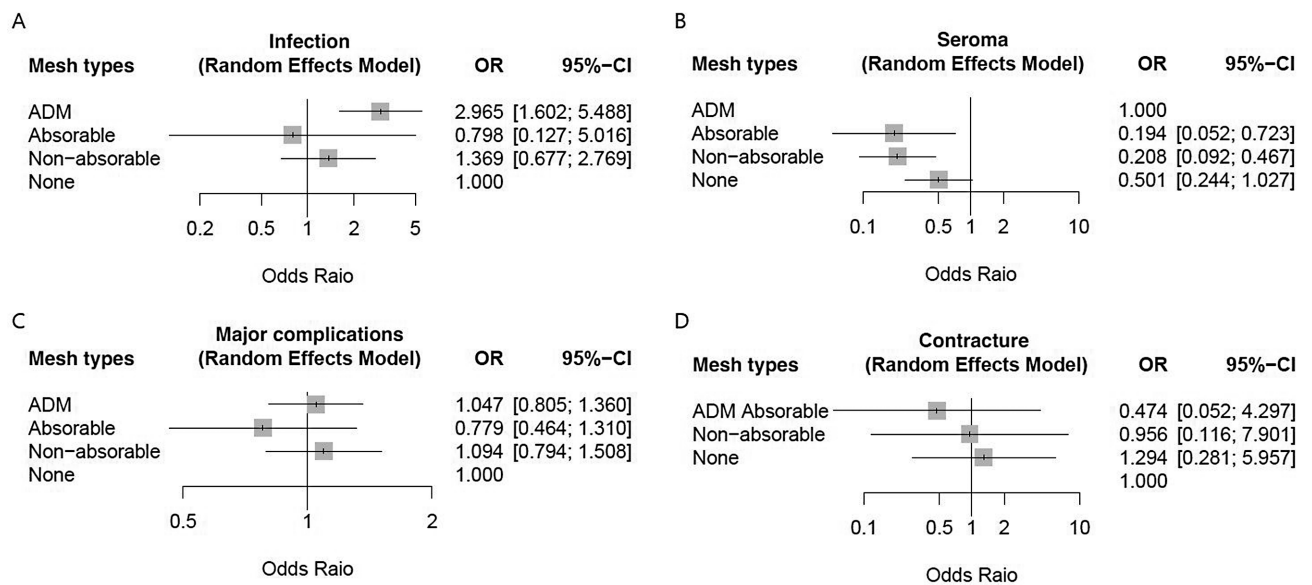 A
Infection
Mesh types (Random Effects Model) OR 95%−CI
ADM 2.965 [1.602; 5.488]
Absorable 0.798 [0.127; 5.016]
Non−absorable 1.369 [0.677; 2.769]
None 1.000
0.2 0.5 1 2 5
Odds Raio
B
Seroma
Mesh types (Random Effects Model) OR 95%−CI
ADM 1.000
Absorable 0.194 [0.052; 0.723]
Non−absorable 0.208 [0.092; 0.467]
None 0.501 [0.244; 1.027]
0.1 0.5 1 2 10
Odds Raio
C
Major complications
Mesh types (Random Effects Model) OR 95%−CI
ADM 1.047 [0.805; 1.360]
Absorable 0.779 [0.464; 1.310]
Non−absorable 1.094 [0.794; 1.508]
None 1.000
0.5 1 2
Odds Raio
D
Contracture
Mesh types (Random Effects Model) OR 95%−CI
ADM Absorable 0.474 [0.052; 4.297]
Non−absorable 0.956 [0.116; 7.901]
None 1.294 [0.281; 5.957]
1.000
0.1 0.5 1 2 10
Odds Raio